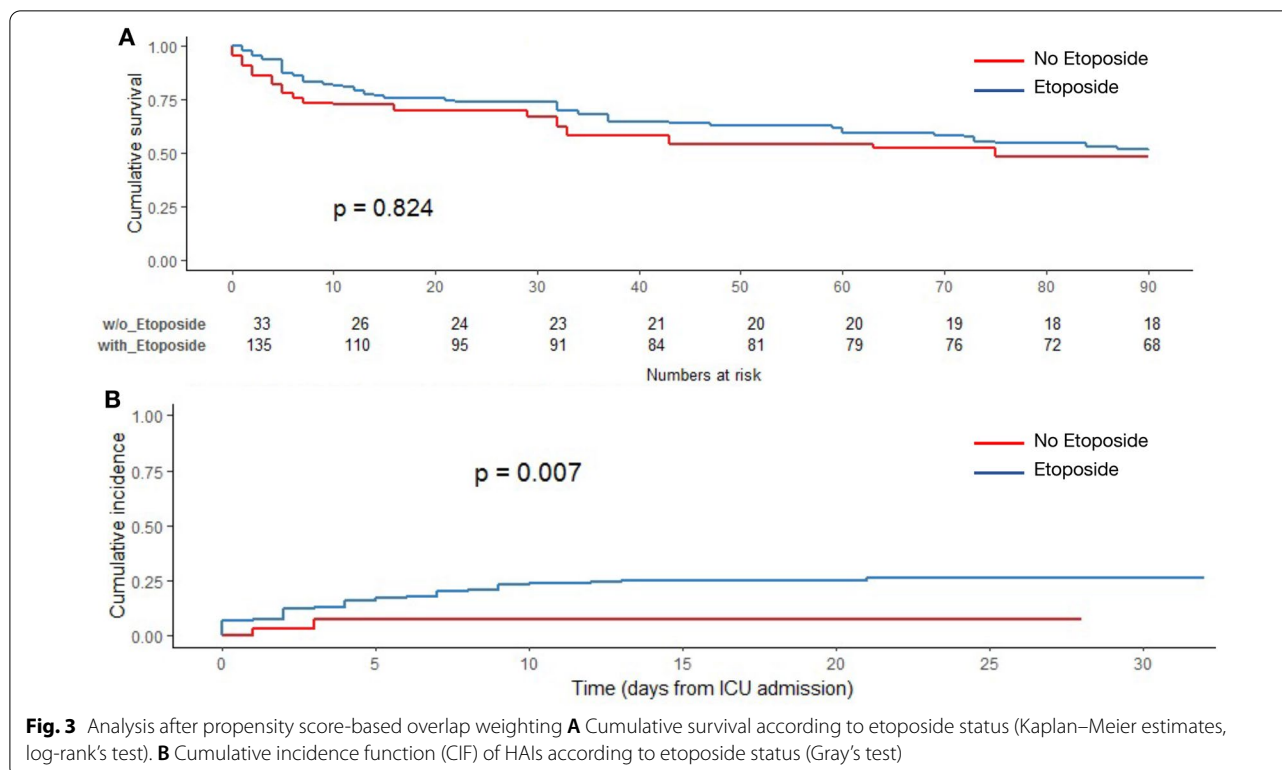 A
Cumulative survival
1.00
0.75
0.50
0.25
0.00
No Etoposide
Etoposide
p = 0.824
0 10 20 30 40 50 60 70 80 90
w/o_Etoposide 33 26 24 23 21 20 20 19 18 18
with_Etoposide 135 110 95 91 84 81 79 76 72 68
Numbers at risk
B
Cumulative incidence
1.00
0.75
0.50
0.25
0.00
No Etoposide
Etoposide
p = 0.007
0 5 10 15 20 25 30
Time (days from ICU admission)
Fig. 3 Analysis after propensity score-based overlap weighting A Cumulative survival according to etoposide status (Kaplan–Meier estimates,
log-rank’s test). B Cumulative incidence function (CIF) of HAIs according to etoposide status (Gray’s test)